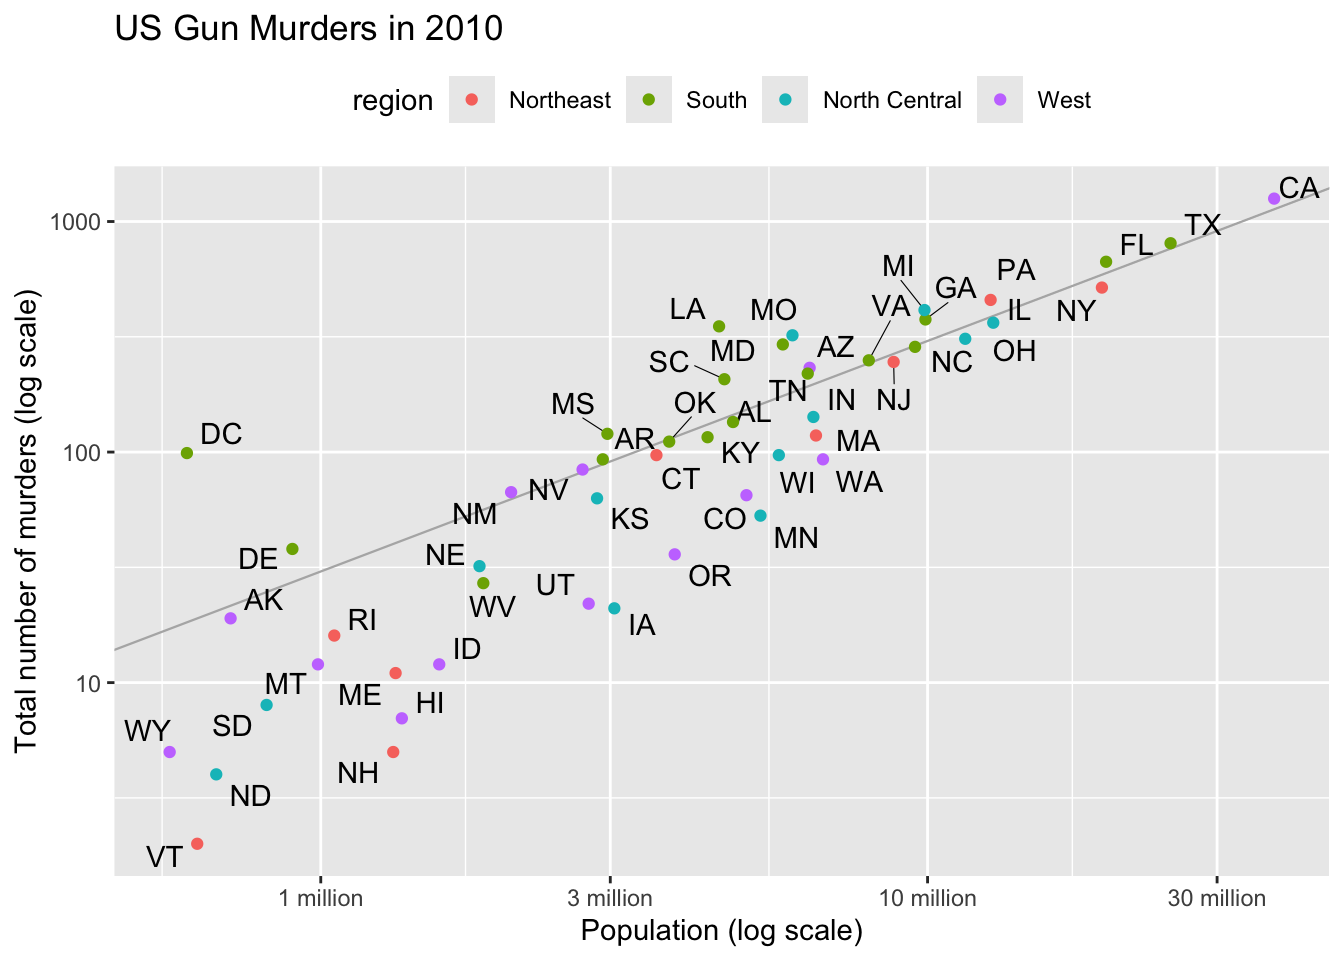 US Gun Murders in 2010
region Northeast South North Central West
Total number of murders (log scale)
1000
100
10
CA
TX
FL
PA
MI
GA
VA
IL
NY
LA
MO
OH
MD
AZ
NC
SC
TN
IN
NJ
MS
OK
AL
DC
AR
KY
MA
CT
WI
WA
NV
NM
KS
CO
MN
DE
NE
OR
UT
WV
AK
RI
IA
ID
MT
ME
HI
SD
WY
NH
ND
VT
1 million 3 million 10 million 30 million
Population (log scale)